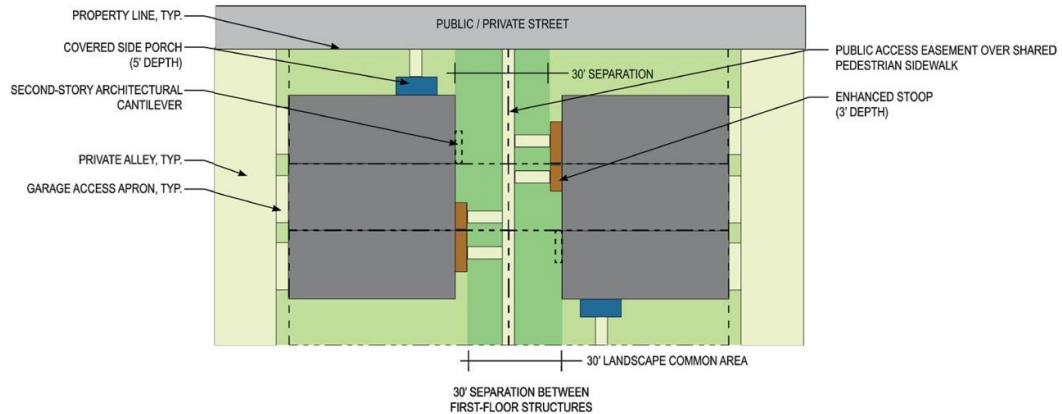 PUBLIC / PRIVATE STREET
PROPERTY LINE, TYP.
COVERED SIDE PORCH
(5' DEPTH)
SECOND-STORY ARCHITECTURAL
CANTILEVER
PRIVATE ALLEY, TYP.
GARAGE ACCESS APRON, TYP.
30' SEPARATION
PUBLIC ACCESS EASEMENT OVER SHARED
PEDESTRIAN SIDEWALK
ENHANCED STOOP
(3' DEPTH)
30' LANDSCAPE COMMON AREA
30' SEPARATION BETWEEN
FIRST-FLOOR STRUCTURES